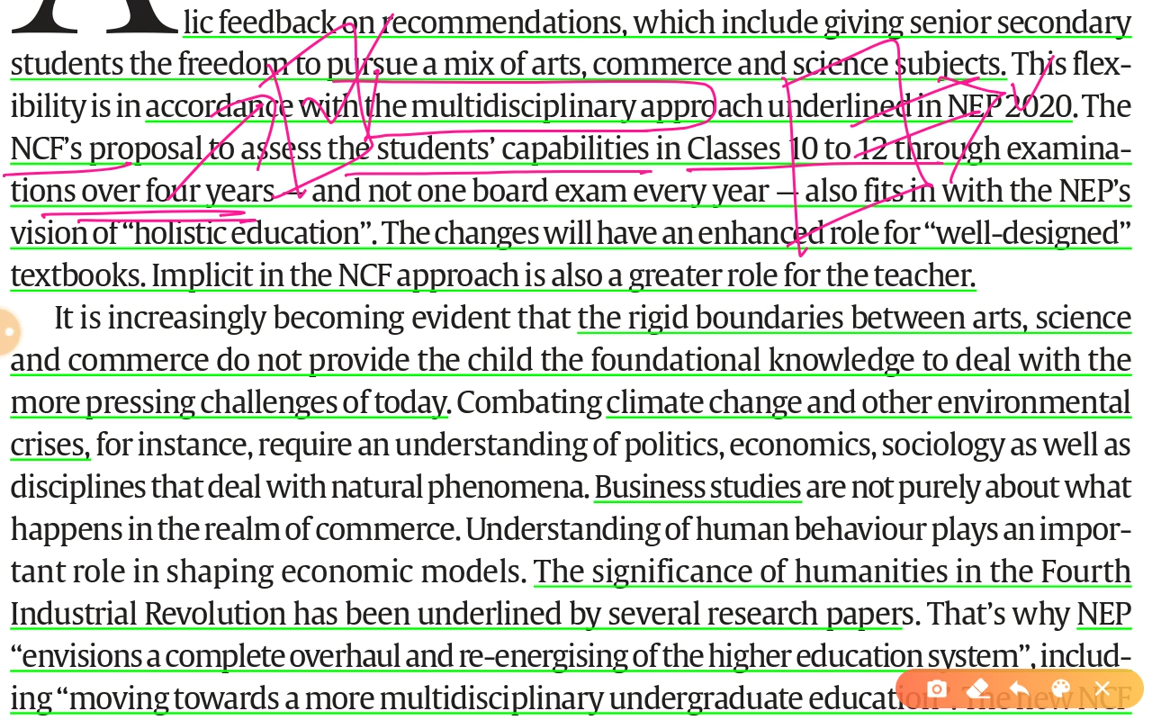 A lic feedback on recommendations, which include giving senior secondary
students the freedom to pursue a mix of arts, commerce and science subjects. This flex-
ibility is in accordance with the multidisciplinary approach underlined in NEP 2020. The
NCF's proposal to assess the students' capabilities in Classes 10 to 12 through examina-
tions over four years — and not one board exam every year — also fits in with the NEP's
vision of “holistic education”. The changes will have an enhanced role for “well-designed”
textbooks. Implicit in the NCF approach is also a greater role for the teacher.
It is increasingly becoming evident that the rigid boundaries between arts, science
and commerce do not provide the child the foundational knowledge to deal with the
more pressing challenges of today. Combating climate change and other environmental
crises, for instance, require an understanding of politics, economics, sociology as well as
disciplines that deal with natural phenomena. Business studies are not purely about what
happens in the realm of commerce. Understanding of human behaviour plays an impor-
tant role in shaping economic models. The significance of humanities in the Fourth
Industrial Revolution has been underlined by several research papers. That's why NEP
“envisions a complete overhaul and re-energising of the higher education system”, includ-
ing “moving towards a more multidisciplinary undergraduate education”. The new NCF